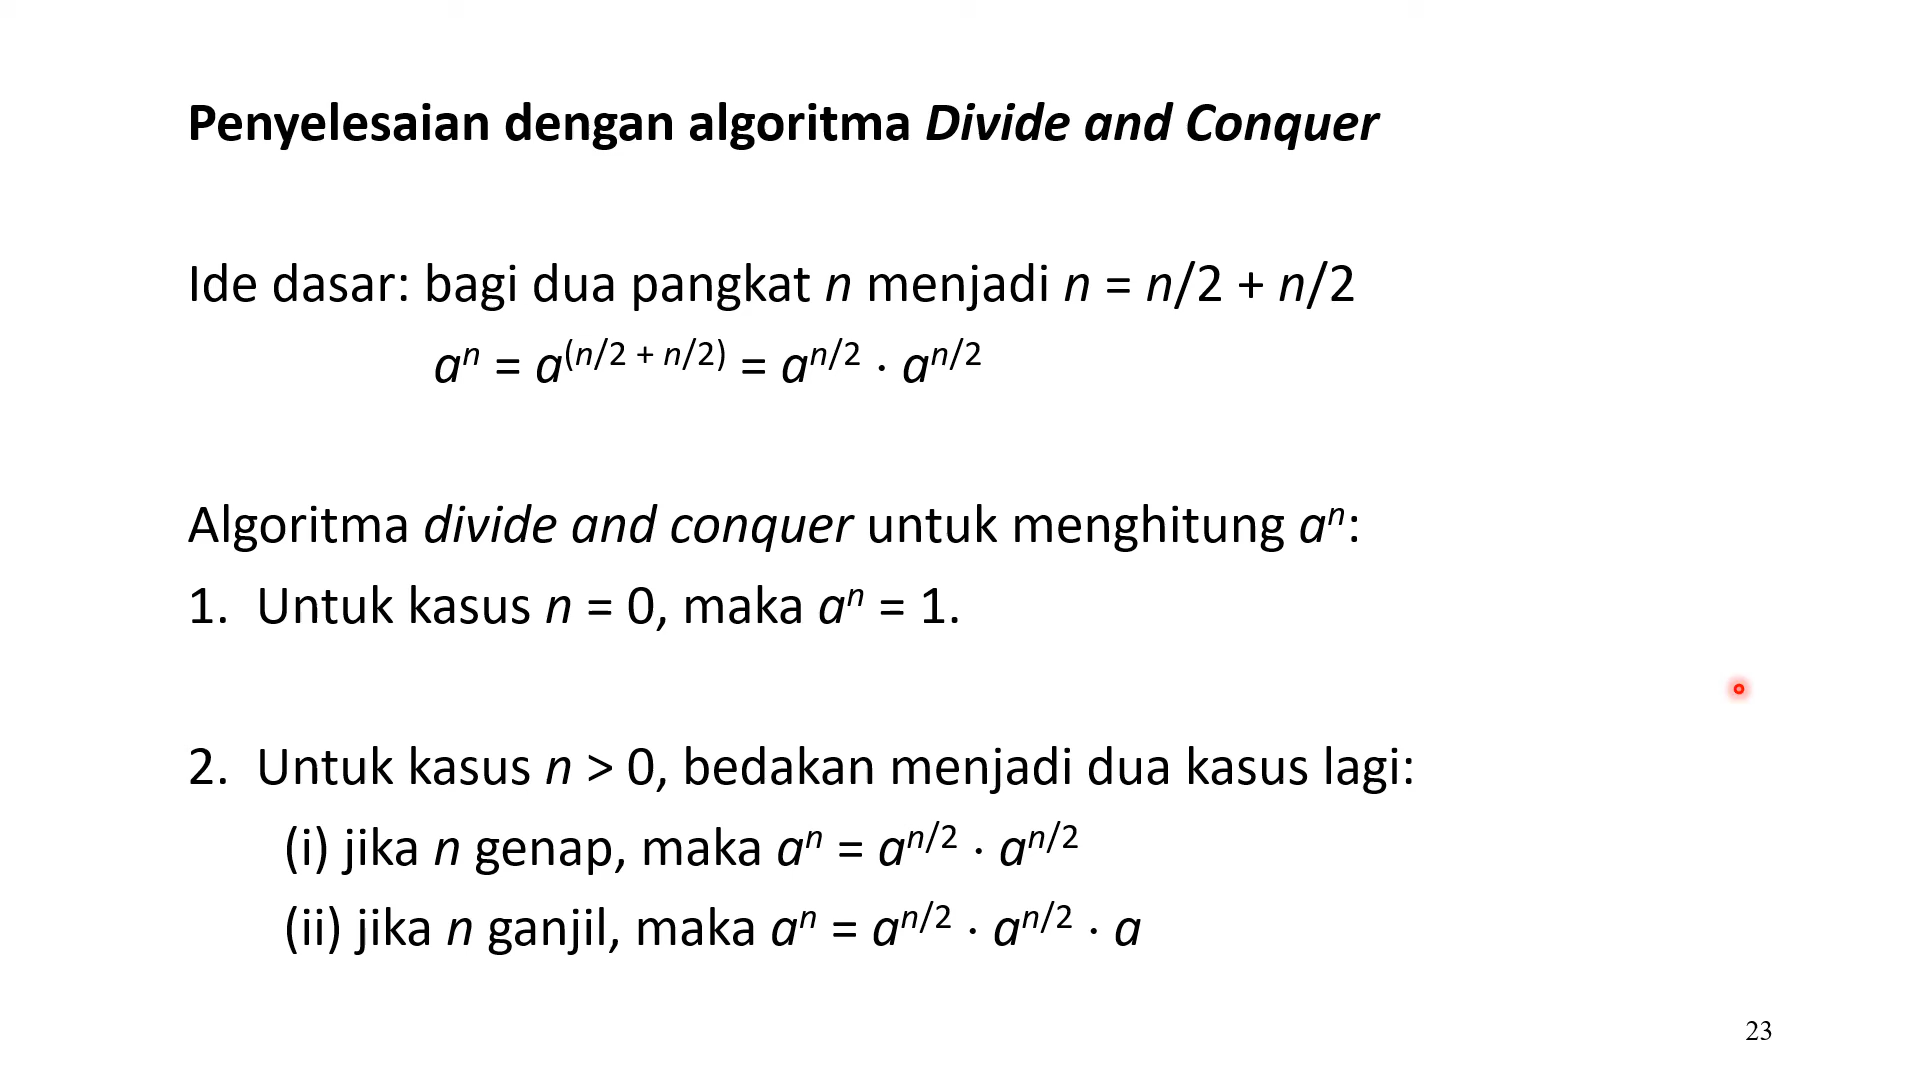 Penyelesaian dengan algoritma Divide and Conquer
Ide dasar: bagi dua pangkat n menjadi n = n/2 + n/2
aⁿ = a^(n/2 + n/2) = a^n/2 · a^n/2
Algoritma divide and conquer untuk menghitung aⁿ:
1. Untuk kasus n = 0, maka aⁿ = 1.
2. Untuk kasus n > 0, bedakan menjadi dua kasus lagi:
(i) jika n genap, maka aⁿ = a^n/2 · a^n/2
(ii) jika n ganjil, maka aⁿ = a^n/2 · a^n/2 · a
23